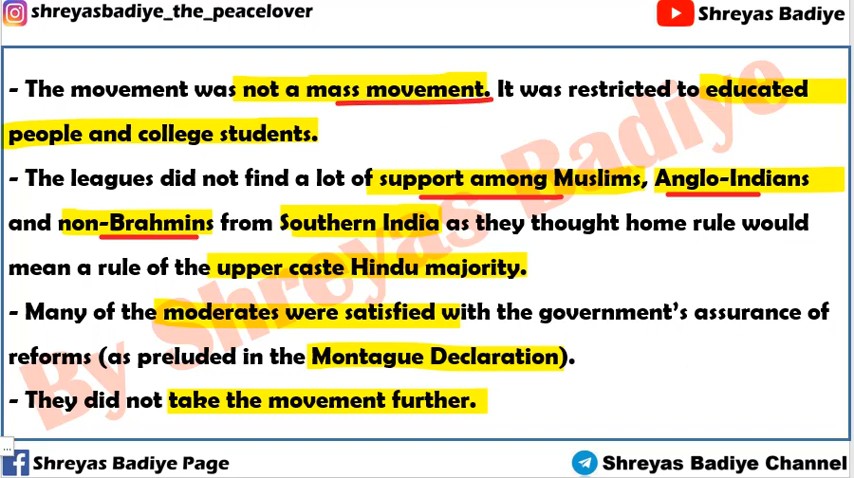 shreyasbadiye_the_peacelover
Shreyas Badiye
- The movement was not a mass movement. It was restricted to educated
people and college students.
- The leagues did not find a lot of support among Muslims, Anglo-Indians
and non-Brahmins from Southern India as they thought home rule would
mean a rule of the upper caste Hindu majority.
- Many of the moderates were satisfied with the government's assurance of
reforms (as preluded in the Montague Declaration).
- They did not take the movement further.
By Shreyas Badiye
...
Shreyas Badiye Page
Shreyas Badiye Channel